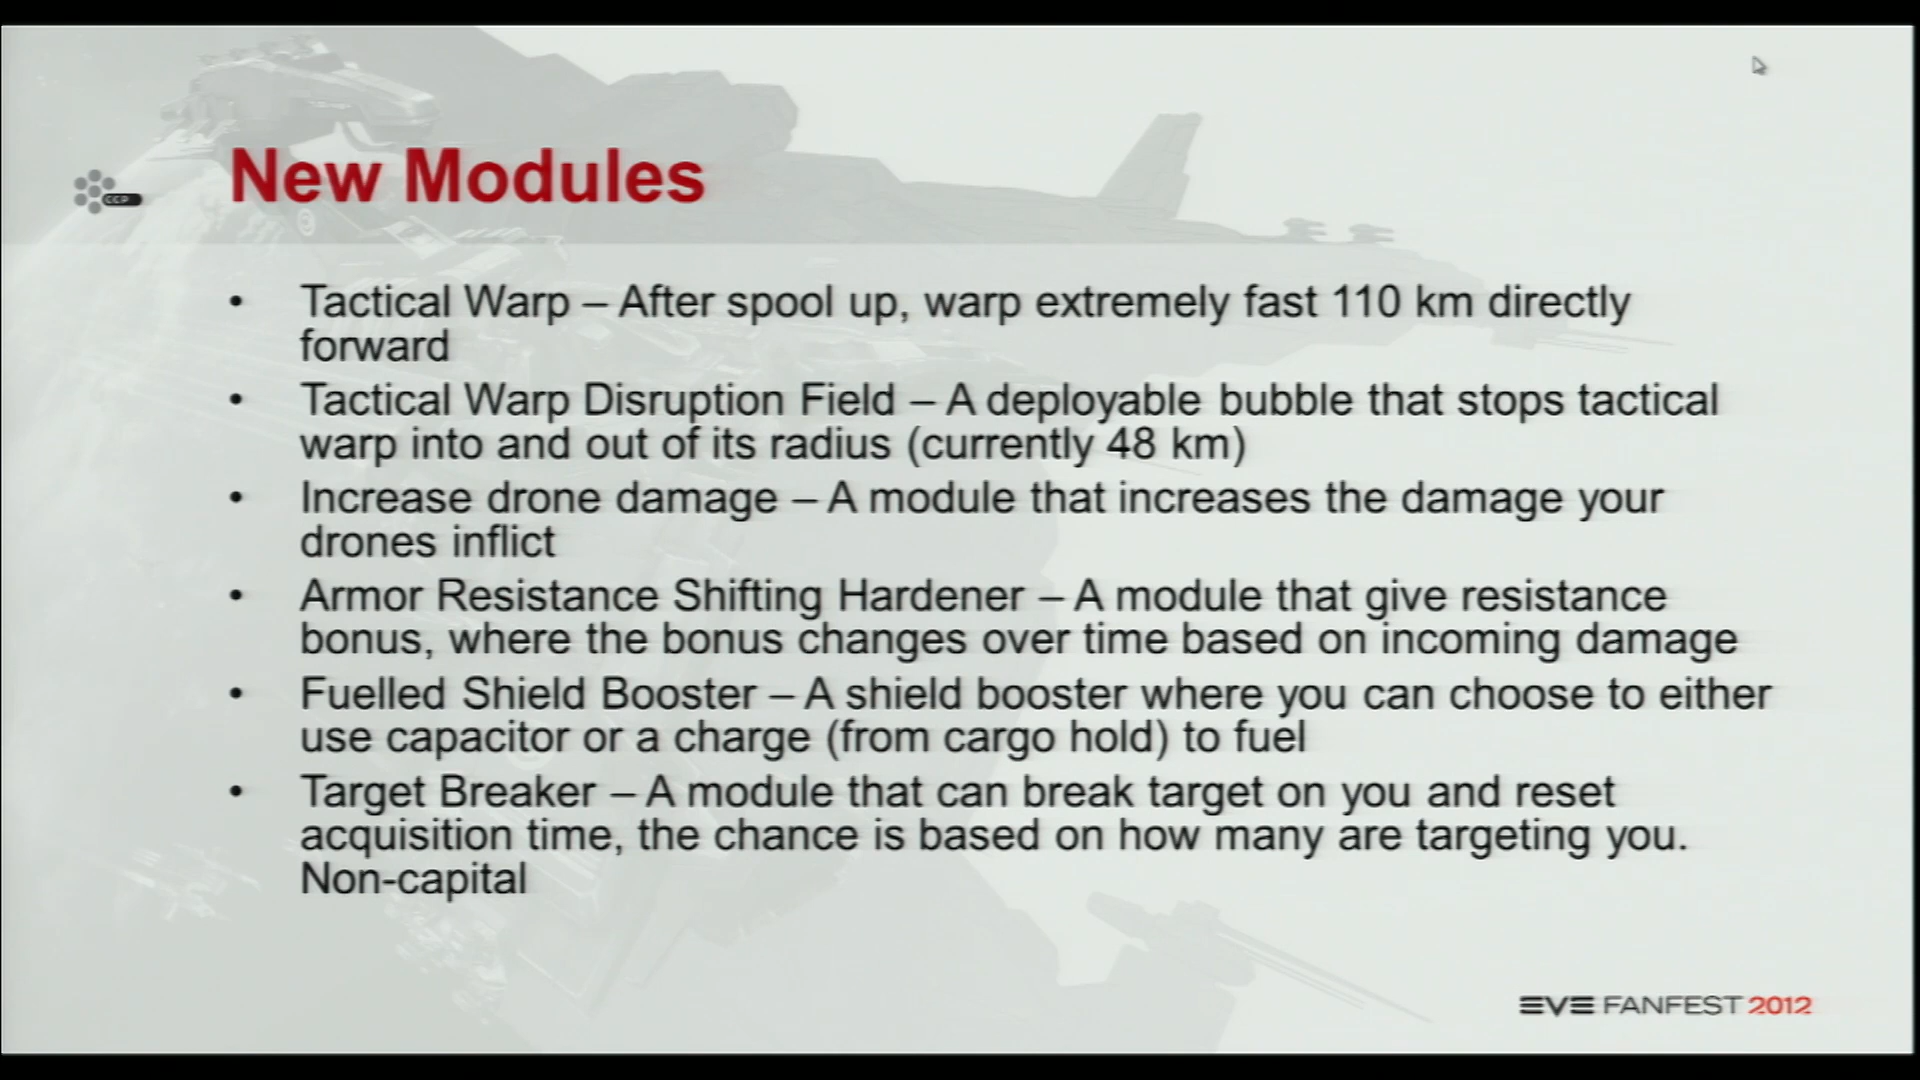 New Modules
CCP
• Tactical Warp – After spool up, warp extremely fast 110 km directly
forward
• Tactical Warp Disruption Field – A deployable bubble that stops tactical
warp into and out of its radius (currently 48 km)
• Increase drone damage – A module that increases the damage your
drones inflict
• Armor Resistance Shifting Hardener – A module that give resistance
bonus, where the bonus changes over time based on incoming damage
• Fuelled Shield Booster – A shield booster where you can choose to either
use capacitor or a charge (from cargo hold) to fuel
• Target Breaker – A module that can break target on you and reset
acquisition time, the chance is based on how many are targeting you.
Non-capital
EVE FANFEST 2012